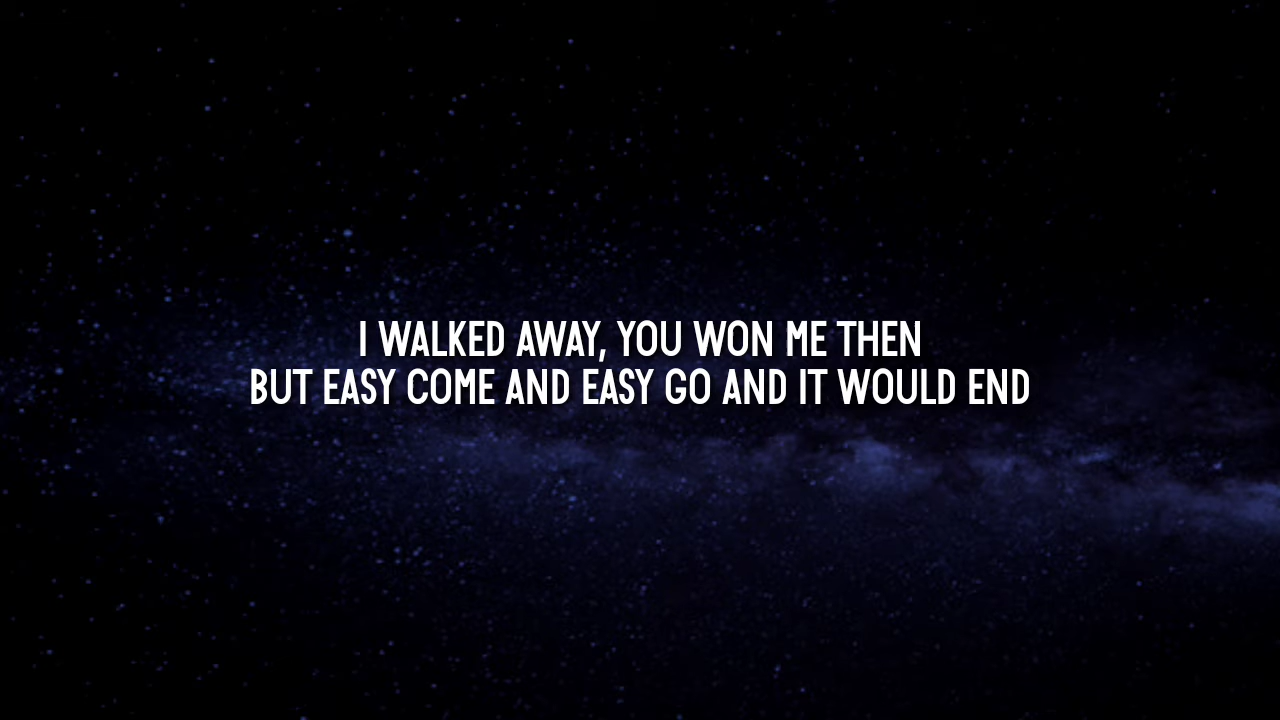 I WALKED AWAY, YOU WON ME THEN
BUT EASY COME AND EASY GO AND IT WOULD END